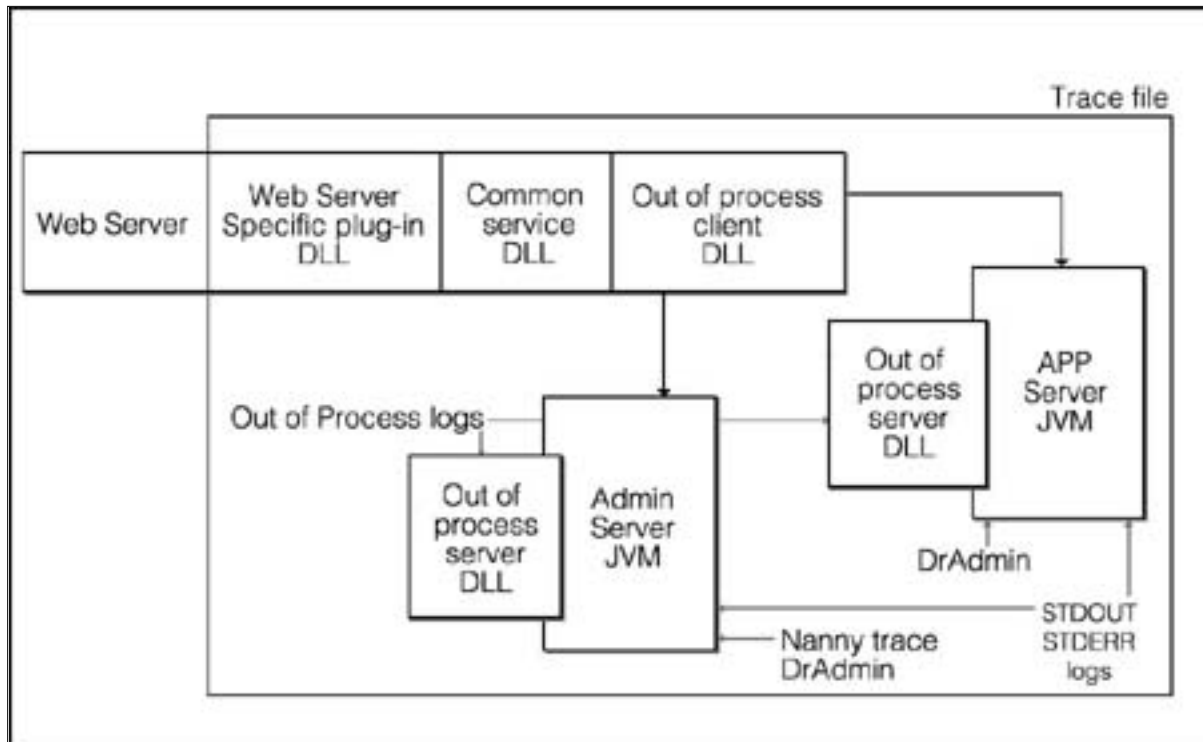 Trace file
Web Server
Web Server
Specific plug-in
DLL
Common
service
DLL
Out of process
client
DLL
Out of
process
server
DLL
APP
Server
JVM
Out of Process logs
Out of
process
server
DLL
Admin
Server
JVM
DrAdmin
Nanny trace
DrAdmin
STDOUT
STDERR
logs